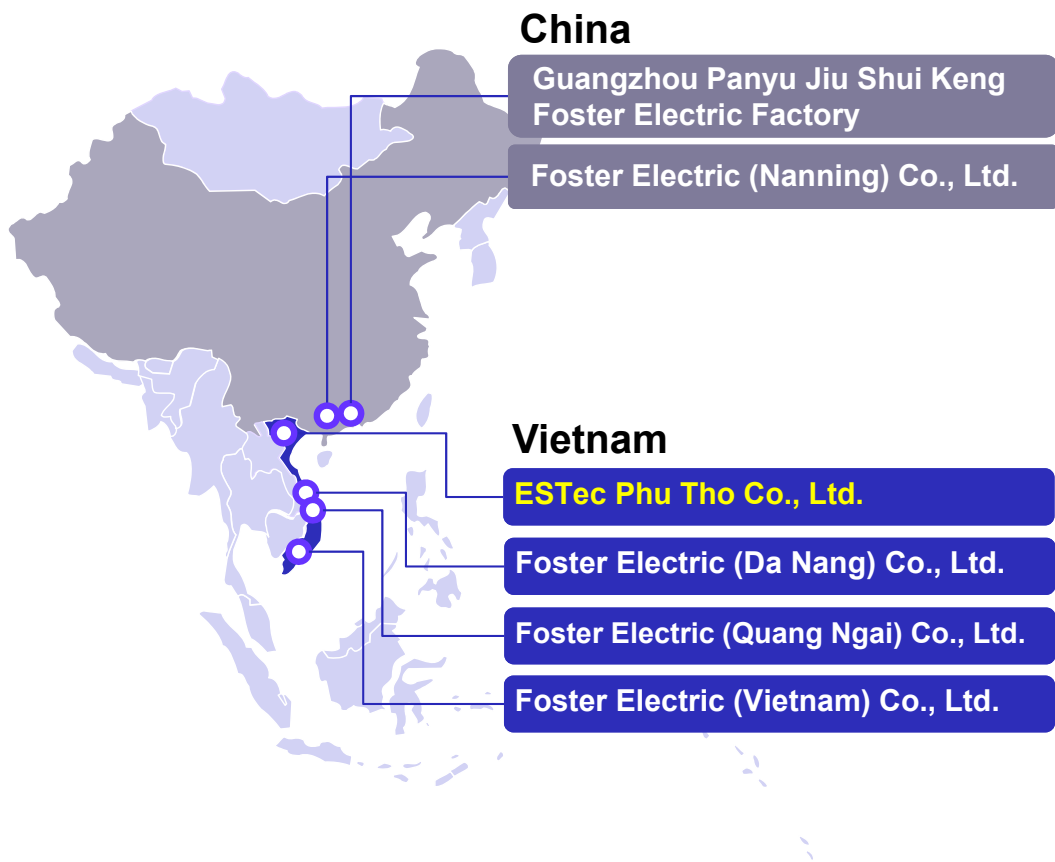 China
Guangzhou Panyu Jiu Shui Keng
Foster Electric Factory
Foster Electric (Nanning) Co., Ltd.
Vietnam
ESTec Phu Tho Co., Ltd.
Foster Electric (Da Nang) Co., Ltd.
Foster Electric (Quang Ngai) Co., Ltd.
Foster Electric (Vietnam) Co., Ltd.